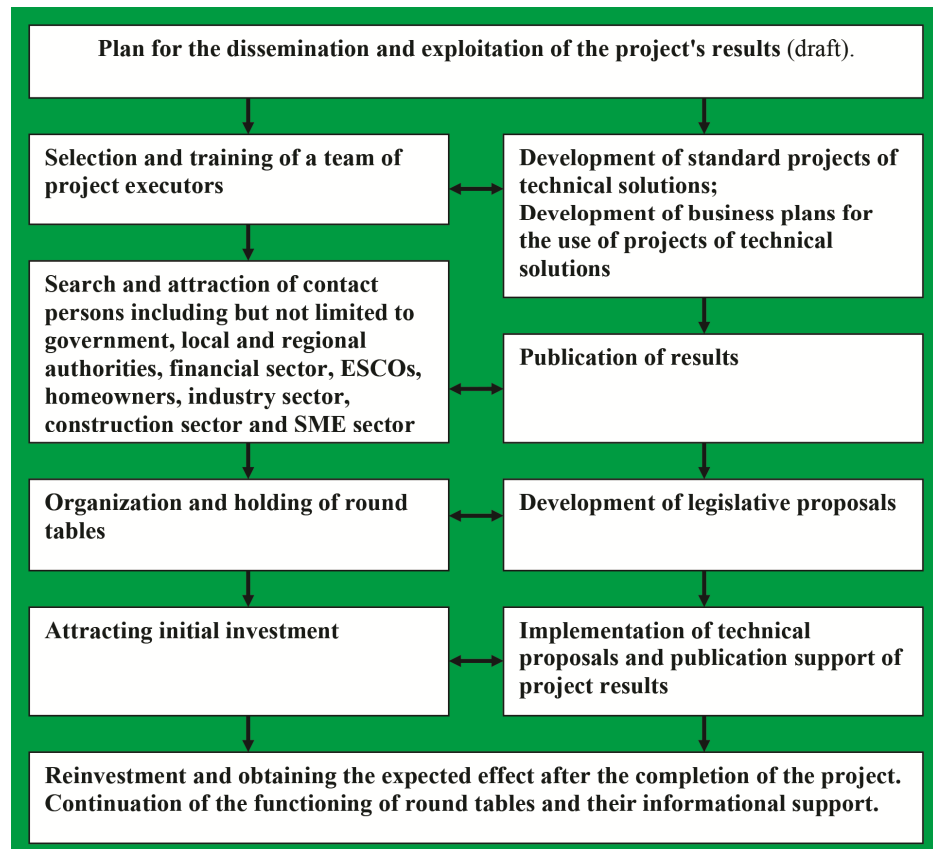 Plan for the dissemination and exploitation of the project's results (draft).
Selection and training of a team of
project executors
Development of standard projects of
technical solutions;
Development of business plans for
the use of projects of technical
solutions
Search and attraction of contact
persons including but not limited to
government, local and regional
authorities, financial sector, ESCOs,
homeowners, industry sector,
construction sector and SME sector
Publication of results
Organization and holding of round
tables
Development of legislative proposals
Attracting initial investment
Implementation of technical
proposals and publication support of
project results
Reinvestment and obtaining the expected effect after the completion of the project.
Continuation of the functioning of round tables and their informational support.